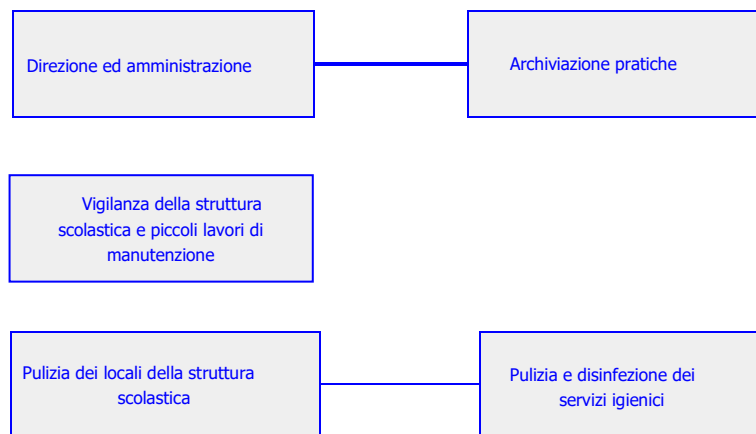 Direzione ed amministrazione
Archiviazione pratiche
Vigilanza della struttura
scolastica e piccoli lavori di
manutenzione
Pulizia dei locali della struttura
scolastica
Pulizia e disinfezione dei
servizi igienici